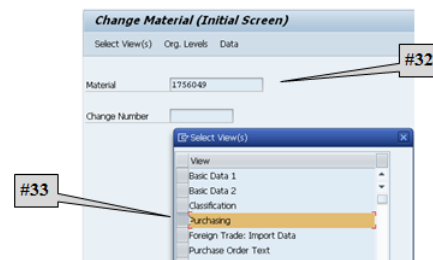 Change Material (Initial Screen)
Select View(s) Org. Levels Data
#32
Material 1756049
Change Number
Select View(s)
View
Basic Data 1
Basic Data 2
Classification
#33
Purchasing
Foreign Trade: Import Data
Purchase Order Text